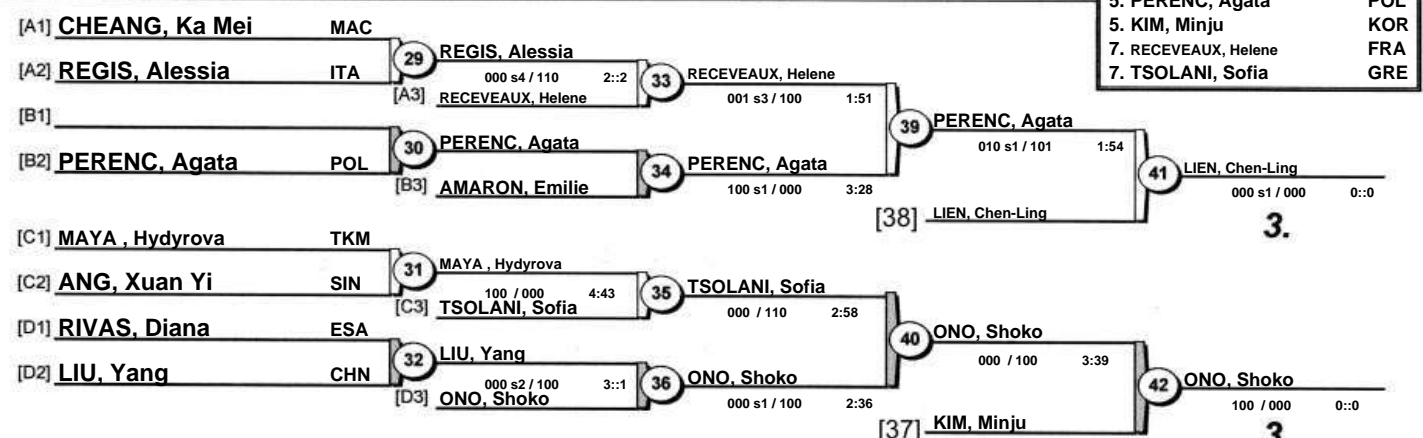 5. PERENC, Agata POL
5. KIM, Minju KOR
7. RECEVEAUX, Helene FRA
7. TSOLANI, Sofia GRE
[A1] CHEANG, Ka Mei MAC
[A2] REGIS, Alessia ITA
29
REGIS, Alessia
000 s4 / 110 2::2
[A3] RECEVEAUX, Helene
33
RECEVEAUX, Helene
001 s3 / 100 1:51
[B1]
[B2] PERENC, Agata POL
30
PERENC, Agata
[B3] AMARON, Emilie
34
PERENC, Agata
100 s1 / 000 3:28
39
PERENC, Agata
010 s1 / 101 1:54
[38] LIEN, Chen-Ling
41
LIEN, Chen-Ling
000 s1 / 000 0::0
3.
[C1] MAYA , Hydyrova TKM
[C2] ANG, Xuan Yi SIN
31
MAYA , Hydyrova
100 / 000 4:43
[C3] TSOLANI, Sofia
35
TSOLANI, Sofia
000 / 110 2:58
[D1] RIVAS, Diana ESA
[D2] LIU, Yang CHN
32
LIU, Yang
000 s2 / 100 3::1
[D3] ONO, Shoko
36
ONO, Shoko
000 s1 / 100 2:36
40
ONO, Shoko
000 / 100 3:39
[37] KIM, Minju
42
ONO, Shoko
100 / 000 0::0
3